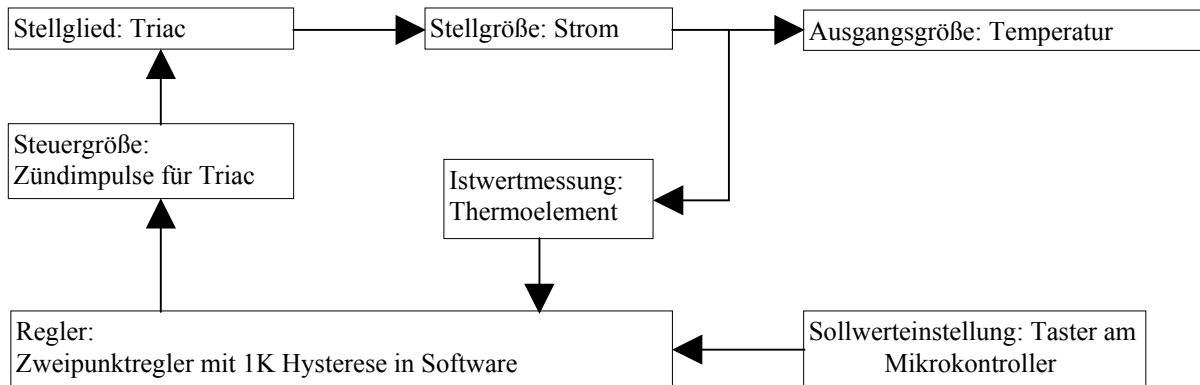 Stellglied: Triac
Stellgröße: Strom
Ausgangsgröße: Temperatur
Steuergröße:
Zündimpulse für Triac
Istwertmessung:
Thermoelement
Regler:
Zweipunktregler mit 1K Hysterese in Software
Sollwerteinstellung: Taster am
Mikrokontroller